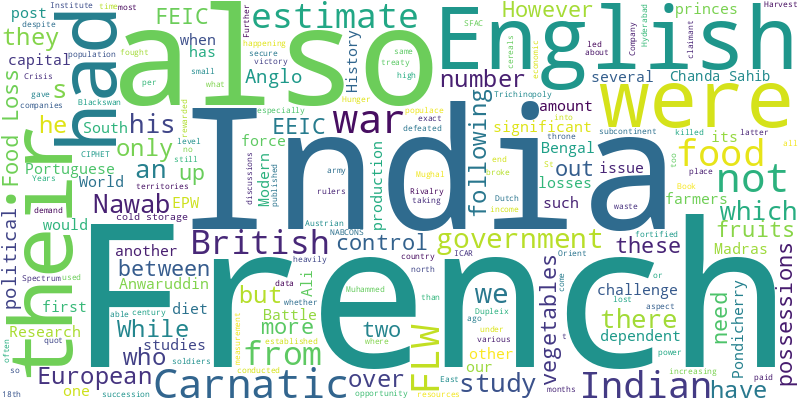 FEIC
estimate
English
also
had
they
post
when
has
capital
Anglo
However
princes
number
several
Chanda Sahib
History
were
war
his
he
EEIC
South
only
force
Modern
following
significant
Bengal
amount
its
food
not
their
Food Loss
Portuguese
an
up
World
EPW
Nawab
would
India
production
out
issue
losses
such
farmers
which
fruits
Madras
cold storage
British
control
government
these
political
between
another
Anwaruddin
first
but
Ali
we
While
diet
Battle
more
two
challenge
there
need
Pondicherry
possessions
Research
studies
who
from
French
FLW
vegetables
other
our
dependent
European
one
Carnatic
over
study
Indian
have
Institute
time
most
despite
population
Further
secure
victory
happening
treaty
same
high
SFAC
cereals
economic
led
about
Company
Hyderabad
claimant
Harvest
fought
small
what
per
Crisis
gave
companies
Blackswan
CIPHET
Years
territories
level
no
still
rewarded
especially
Hunger
populace
exact
defeated
Trichinopoly
into
subcontinent
throne
killed
latter
all
too
place
Book
discussions
published
army
rulers
Mughal
Rivalry
taking
end
broke
Dutch
income
St
waste
demand
Austrian
NABCONS
country
north
ICAR
Orient
come
fortified
Spectrum
used
able
century
heavily
data
whether
Muhammed
than
Dupleix
ago
under
various
or
lost
aspect
power
often
so
quot
18th
succession
soldiers
measurement
conducted
established
where
opportunity
East
resources
months
t
increasing
paid
s